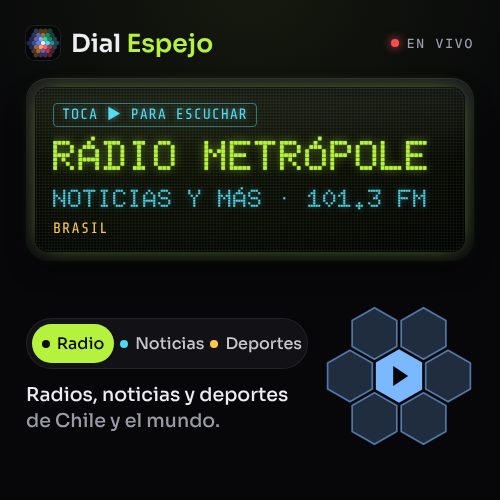 Dial Espejo
EN VIVO
TOCA ▶ PARA ESCUCHAR
RÁDIO METRÓPOLE
NOTICIAS Y MÁS · 101.3 FM
BRASIL
Radio
Noticias
Deportes
Radios, noticias y deportes
de Chile y el mundo.